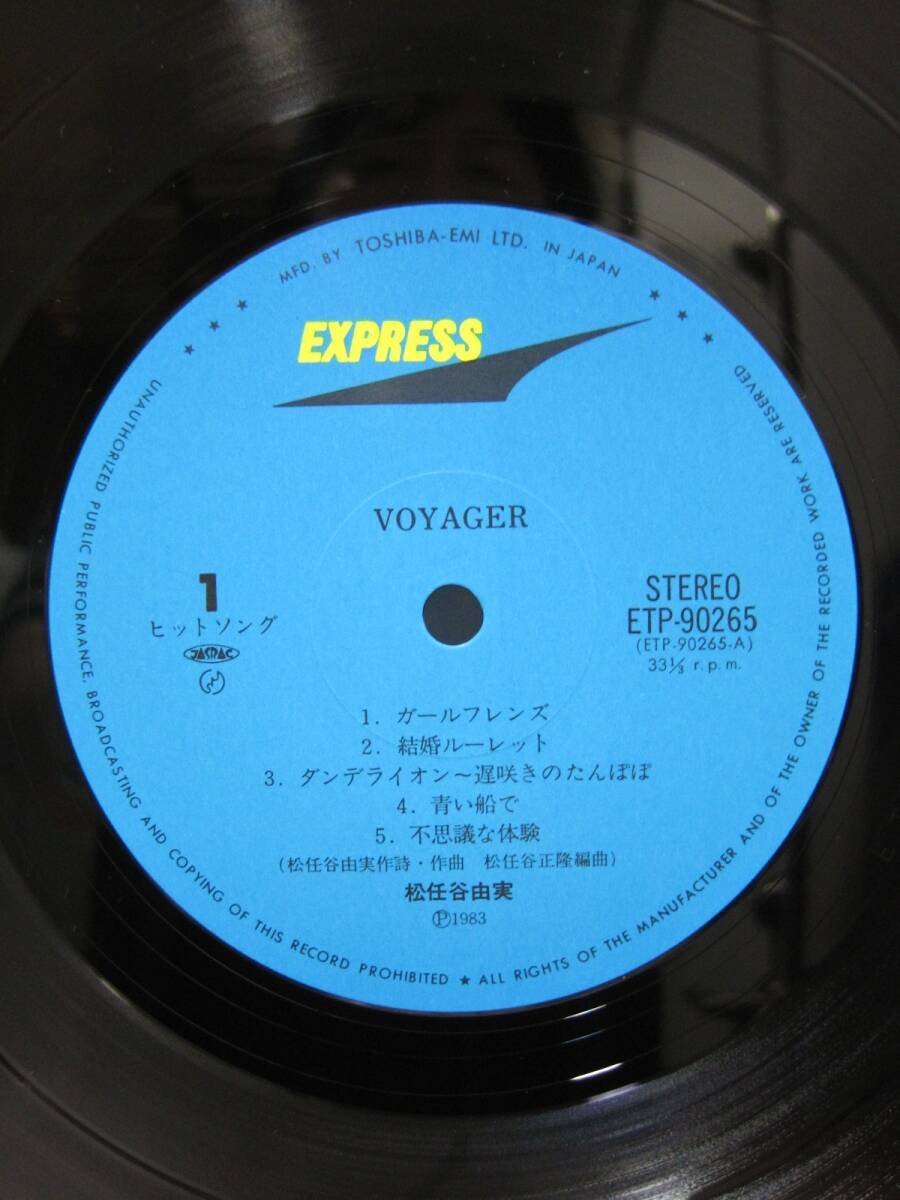 MFD. BY TOSHIBA-EMI LTD. IN JAPAN
EXPRESS
VOYAGER
1
ヒットソング
JASRAC
STEREO
ETP-90265
(ETP-90265-A)
33⅓ r.p.m.
1. ガールフレンズ
2. 結婚ルーレット
3. ダンデライオン〜遅咲きのたんぽぽ
4. 青い船で
5. 不思議な体験
(松任谷由実作詩・作曲 松任谷正隆編曲)
松任谷由実
Ⓟ1983
UNAUTHORIZED PUBLIC PERFORMANCE, BROADCASTING AND COPYING OF THIS RECORD PROHIBITED ★ ALL RIGHTS OF THE MANUFACTURER AND OF THE OWNER OF THE RECORDED WORK ARE RESERVED